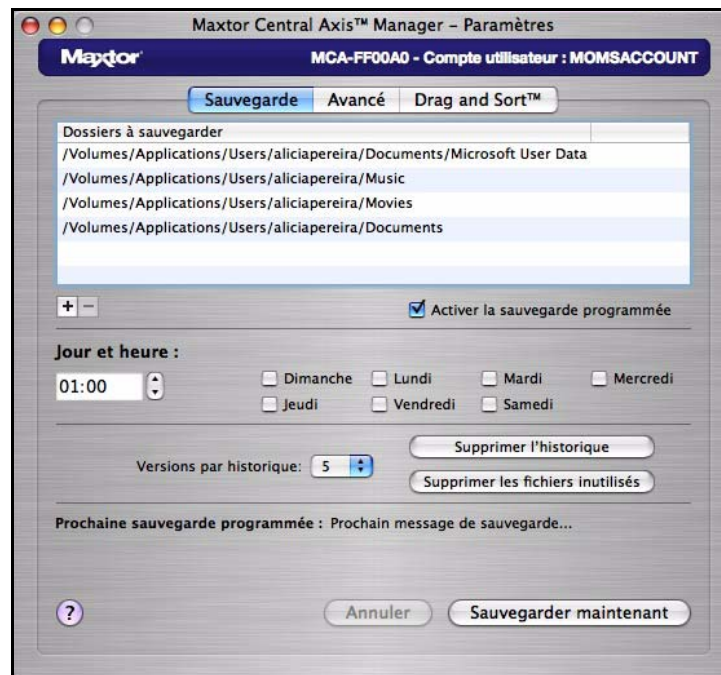 Maxtor Central Axis™ Manager – Paramètres
Maxtor MCA-FF00A0 - Compte utilisateur : MOMSACCOUNT
Sauvegarde Avancé Drag and Sort™
Dossiers à sauvegarder
/Volumes/Applications/Users/aliciapereira/Documents/Microsoft User Data
/Volumes/Applications/Users/aliciapereira/Music
/Volumes/Applications/Users/aliciapereira/Movies
/Volumes/Applications/Users/aliciapereira/Documents
+ −
Activer la sauvegarde programmée
Jour et heure :
01:00
Dimanche Lundi Mardi Mercredi
Jeudi Vendredi Samedi
Versions par historique: 5
Supprimer l'historique
Supprimer les fichiers inutilisés
Prochaine sauvegarde programmée : Prochain message de sauvegarde...
? Annuler Sauvegarder maintenant